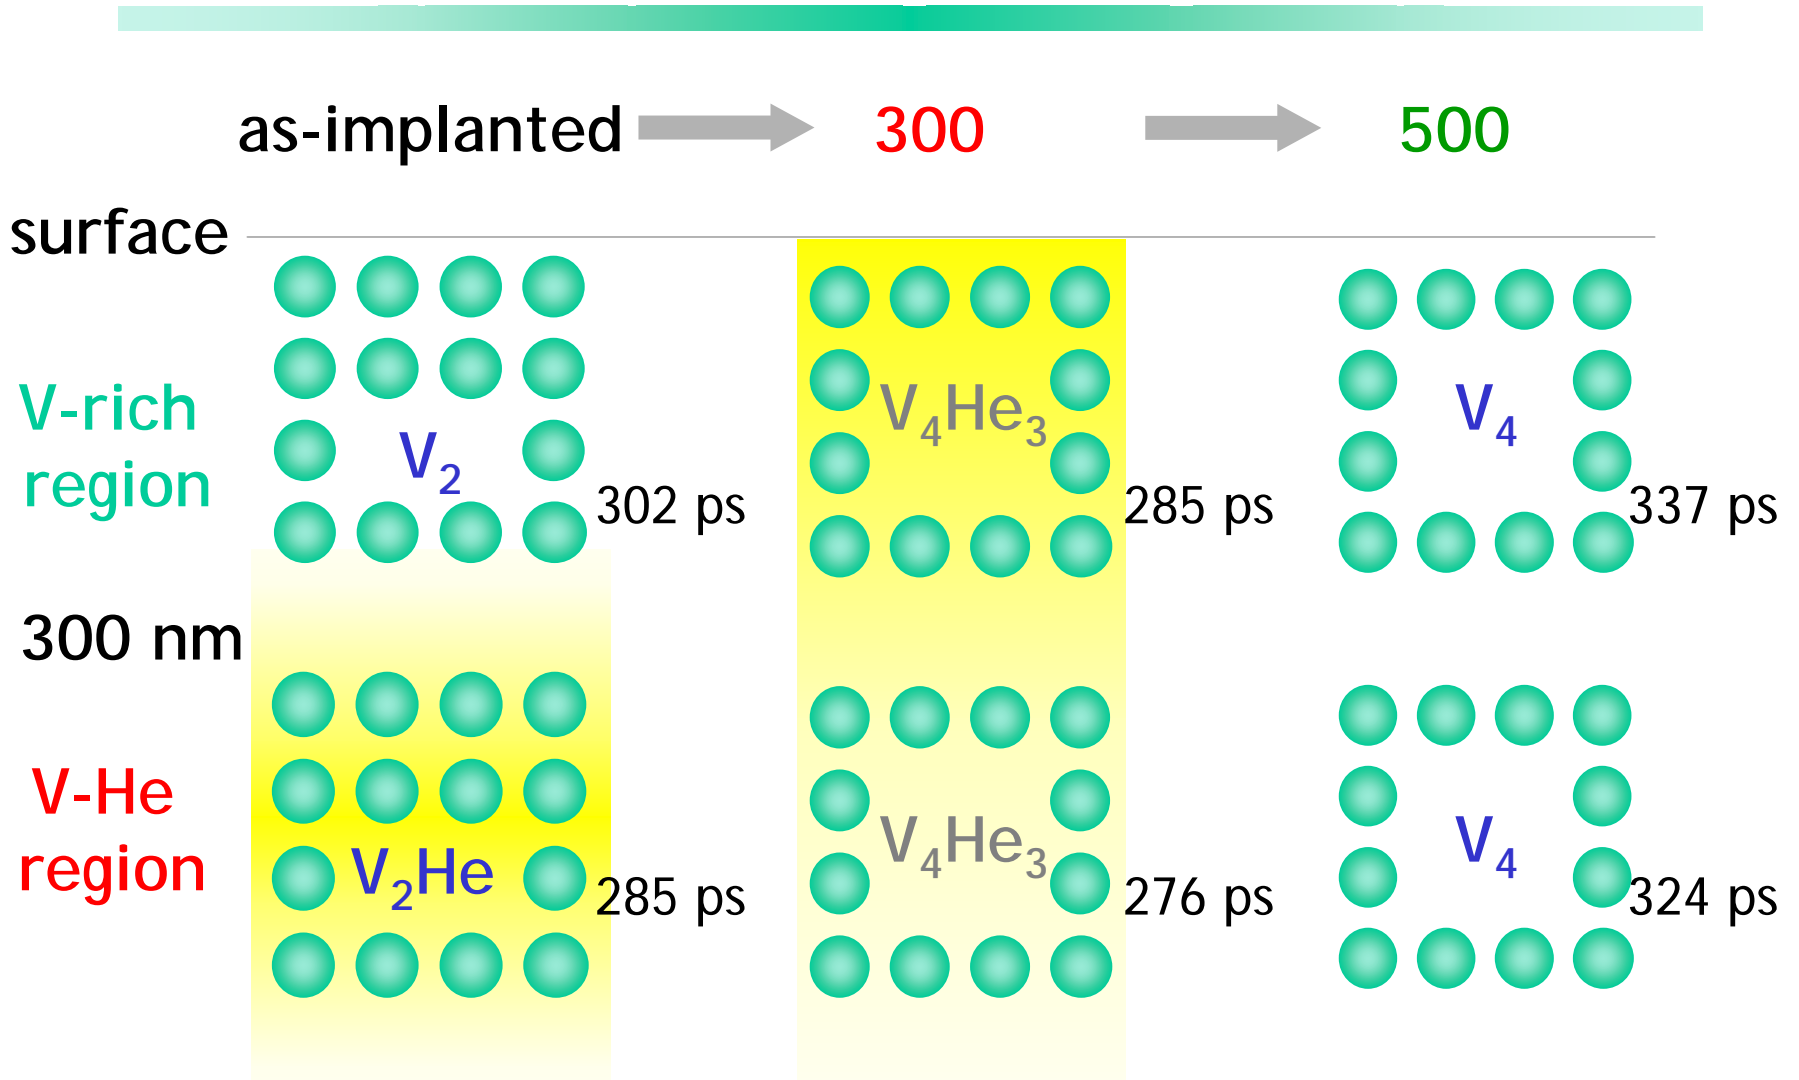 as-implanted 300 500
surface
V-rich
region
V₂
302 ps
V₄He₃
285 ps
V₄
337 ps
300 nm
V-He
region
V₂He
285 ps
V₄He₃
276 ps
V₄
324 ps